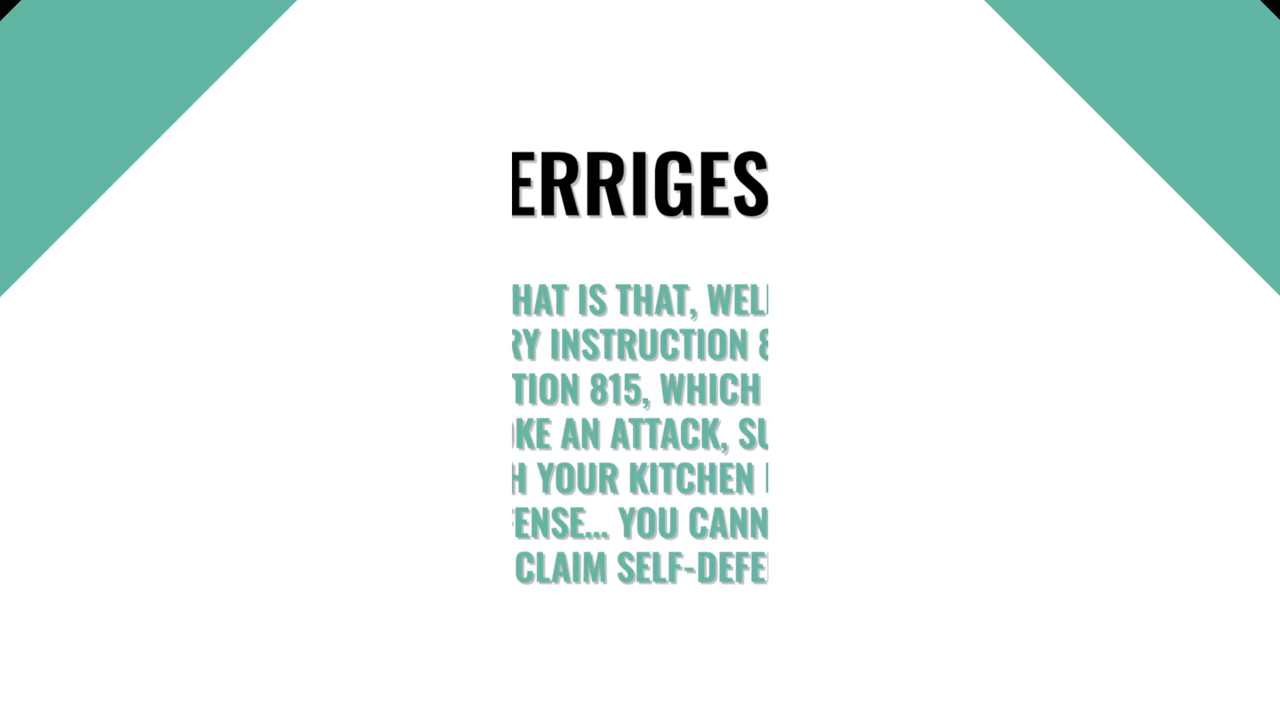 ERRIGES
HAT IS THAT, WEL
RY INSTRUCTION
TION 815, WHICH
KE AN ATTACK, SU
H YOUR KITCHEN
ENSE... YOU CANN
CLAIM SELF-DEFE